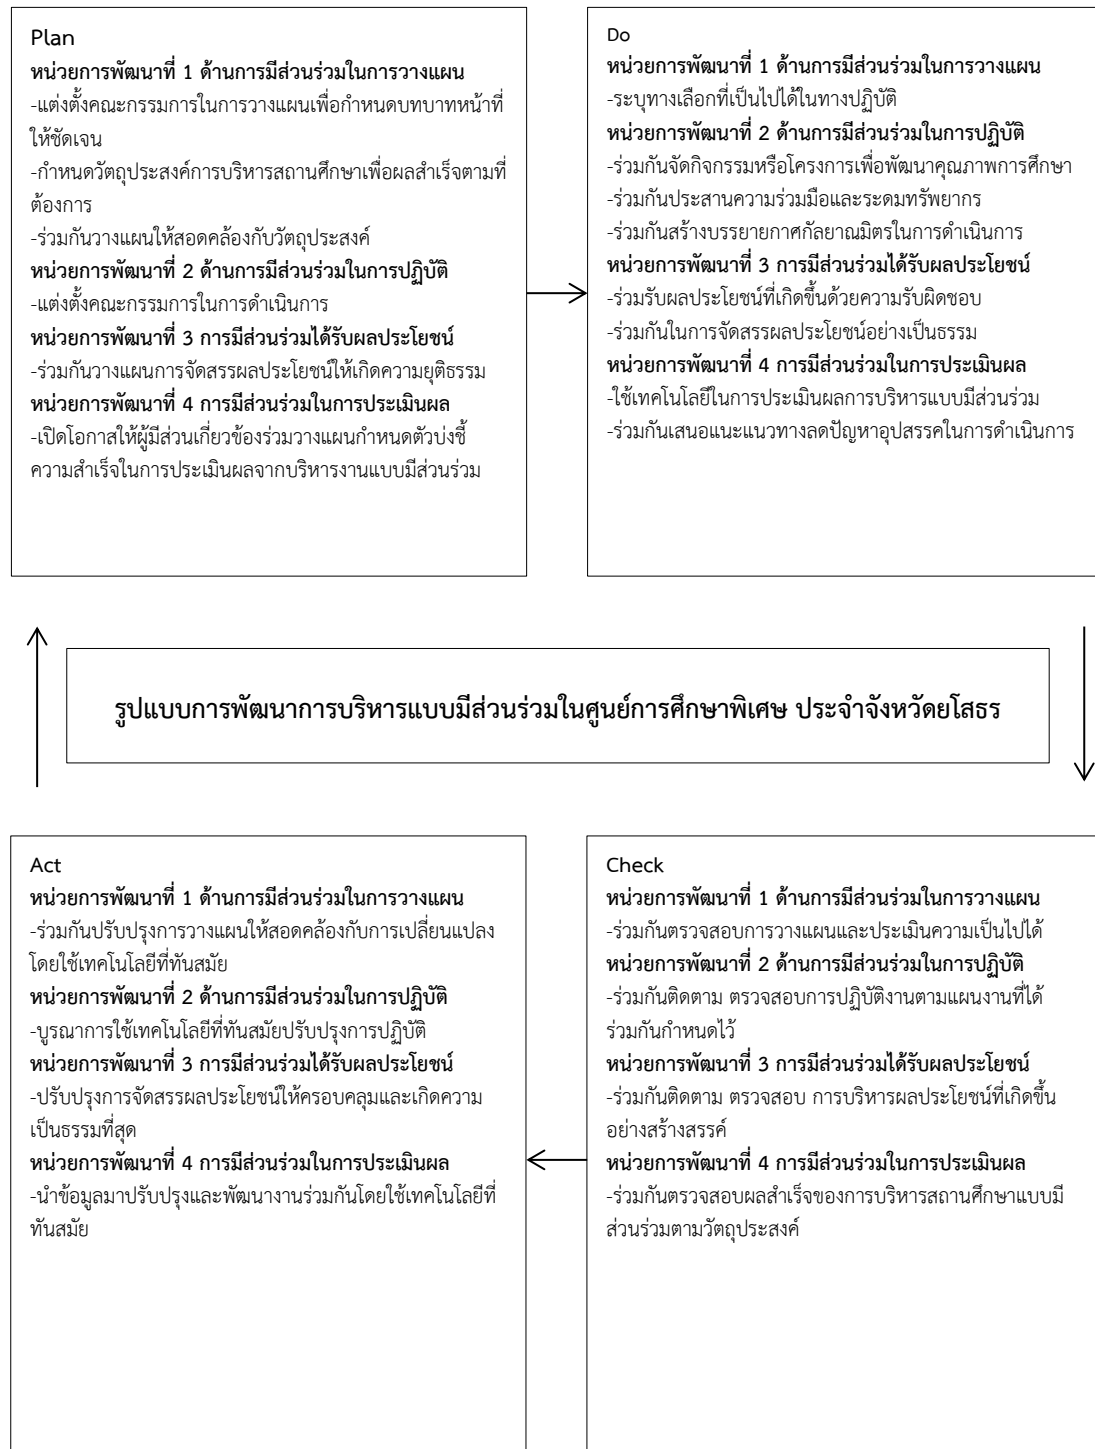 Plan
หน่วยการพัฒนาที่ 1 ด้านการมีส่วนร่วมในการวางแผน
-แต่งตั้งคณะกรรมการในการวางแผนเพื่อกำหนดบทบาทหน้าที่
ให้ชัดเจน
-กำหนดวัตถุประสงค์การบริหารสถานศึกษาเพื่อผลสำเร็จตามที่
ต้องการ
-ร่วมกันวางแผนให้สอดคล้องกับวัตถุประสงค์
หน่วยการพัฒนาที่ 2 ด้านการมีส่วนร่วมในการปฏิบัติ
-แต่งตั้งคณะกรรมการในการดำเนินการ
หน่วยการพัฒนาที่ 3 การมีส่วนร่วมได้รับผลประโยชน์
-ร่วมกันวางแผนการจัดสรรผลประโยชน์ให้เกิดความยุติธรรม
หน่วยการพัฒนาที่ 4 การมีส่วนร่วมในการประเมินผล
-เปิดโอกาสให้ผู้มีส่วนเกี่ยวข้องร่วมวางแผนกำหนดตัวบ่งชี้
ความสำเร็จในการประเมินผลจากบริหารงานแบบมีส่วนร่วม
Do
หน่วยการพัฒนาที่ 1 ด้านการมีส่วนร่วมในการวางแผน
-ระบุทางเลือกที่เป็นไปได้ในทางปฏิบัติ
หน่วยการพัฒนาที่ 2 ด้านการมีส่วนร่วมในการปฏิบัติ
-ร่วมกันจัดกิจกรรมหรือโครงการเพื่อพัฒนาคุณภาพการศึกษา
-ร่วมกันประสานความร่วมมือและระดมทรัพยากร
-ร่วมกันสร้างบรรยายกาศกัลยาณมิตรในการดำเนินการ
หน่วยการพัฒนาที่ 3 การมีส่วนร่วมได้รับผลประโยชน์
-ร่วมรับผลประโยชน์ที่เกิดขึ้นด้วยความรับผิดชอบ
-ร่วมกันในการจัดสรรผลประโยชน์อย่างเป็นธรรม
หน่วยการพัฒนาที่ 4 การมีส่วนร่วมในการประเมินผล
-ใช้เทคโนโลยีในการประเมินผลการบริหารแบบมีส่วนร่วม
-ร่วมกันเสนอแนะแนวทางลดปัญหาอุปสรรคในการดำเนินการ
รูปแบบการพัฒนาการบริหารแบบมีส่วนร่วมในศูนย์การศึกษาพิเศษ ประจำจังหวัดยโสธร
Act
หน่วยการพัฒนาที่ 1 ด้านการมีส่วนร่วมในการวางแผน
-ร่วมกันปรับปรุงการวางแผนให้สอดคล้องกับการเปลี่ยนแปลง
โดยใช้เทคโนโลยีที่ทันสมัย
หน่วยการพัฒนาที่ 2 ด้านการมีส่วนร่วมในการปฏิบัติ
-บูรณาการใช้เทคโนโลยีที่ทันสมัยปรับปรุงการปฏิบัติ
หน่วยการพัฒนาที่ 3 การมีส่วนร่วมได้รับผลประโยชน์
-ปรับปรุงการจัดสรรผลประโยชน์ให้ครอบคลุมและเกิดความ
เป็นธรรมที่สุด
หน่วยการพัฒนาที่ 4 การมีส่วนร่วมในการประเมินผล
-นำข้อมูลมาปรับปรุงและพัฒนางานร่วมกันโดยใช้เทคโนโลยีที่
ทันสมัย
Check
หน่วยการพัฒนาที่ 1 ด้านการมีส่วนร่วมในการวางแผน
-ร่วมกันตรวจสอบการวางแผนและประเมินความเป็นไปได้
หน่วยการพัฒนาที่ 2 ด้านการมีส่วนร่วมในการปฏิบัติ
-ร่วมกันติดตาม ตรวจสอบการปฏิบัติงานตามแผนงานที่ได้
ร่วมกันกำหนดไว้
หน่วยการพัฒนาที่ 3 การมีส่วนร่วมได้รับผลประโยชน์
-ร่วมกันติดตาม ตรวจสอบ การบริหารผลประโยชน์ที่เกิดขึ้น
อย่างสร้างสรรค์
หน่วยการพัฒนาที่ 4 การมีส่วนร่วมในการประเมินผล
-ร่วมกันตรวจสอบผลสำเร็จของการบริหารสถานศึกษาแบบมี
ส่วนร่วมตามวัตถุประสงค์